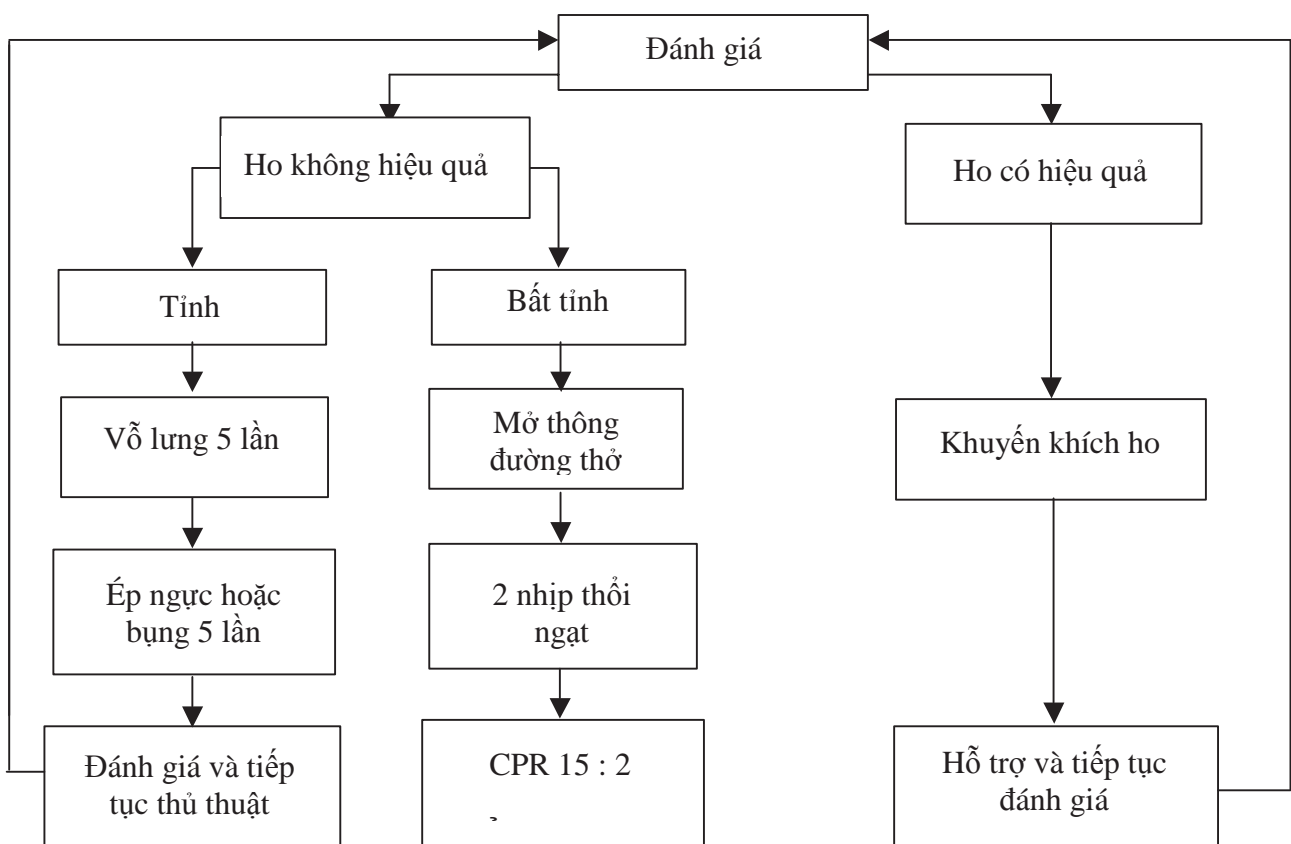 Đánh giá
Ho không hiệu quả
Ho có hiệu quả
Tỉnh
Bất tỉnh
Vỗ lưng 5 lần
Mở thông
đường thở
Khuyến khích ho
Ép ngực hoặc
bụng 5 lần
2 nhịp thổi
ngạt
Đánh giá và tiếp
tục thủ thuật
CPR 15 : 2
Hỗ trợ và tiếp tục
đánh giá